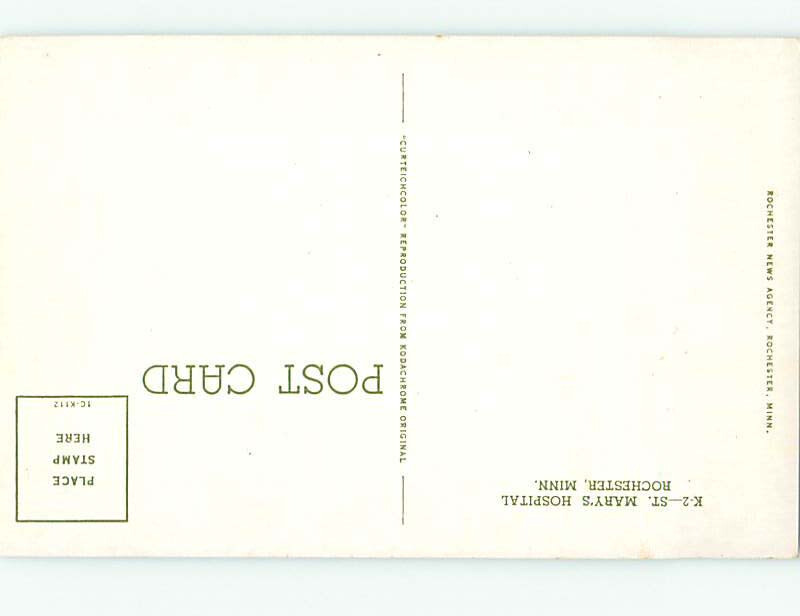 K-2—ST. MARY'S HOSPITAL
ROCHESTER, MINN.
POST CARD
PLACE
STAMP
HERE
1C-K112
"CURTEICHCOLOR" REPRODUCTION FROM KODACHROME ORIGINAL
ROCHESTER NEWS AGENCY, ROCHESTER, MINN.